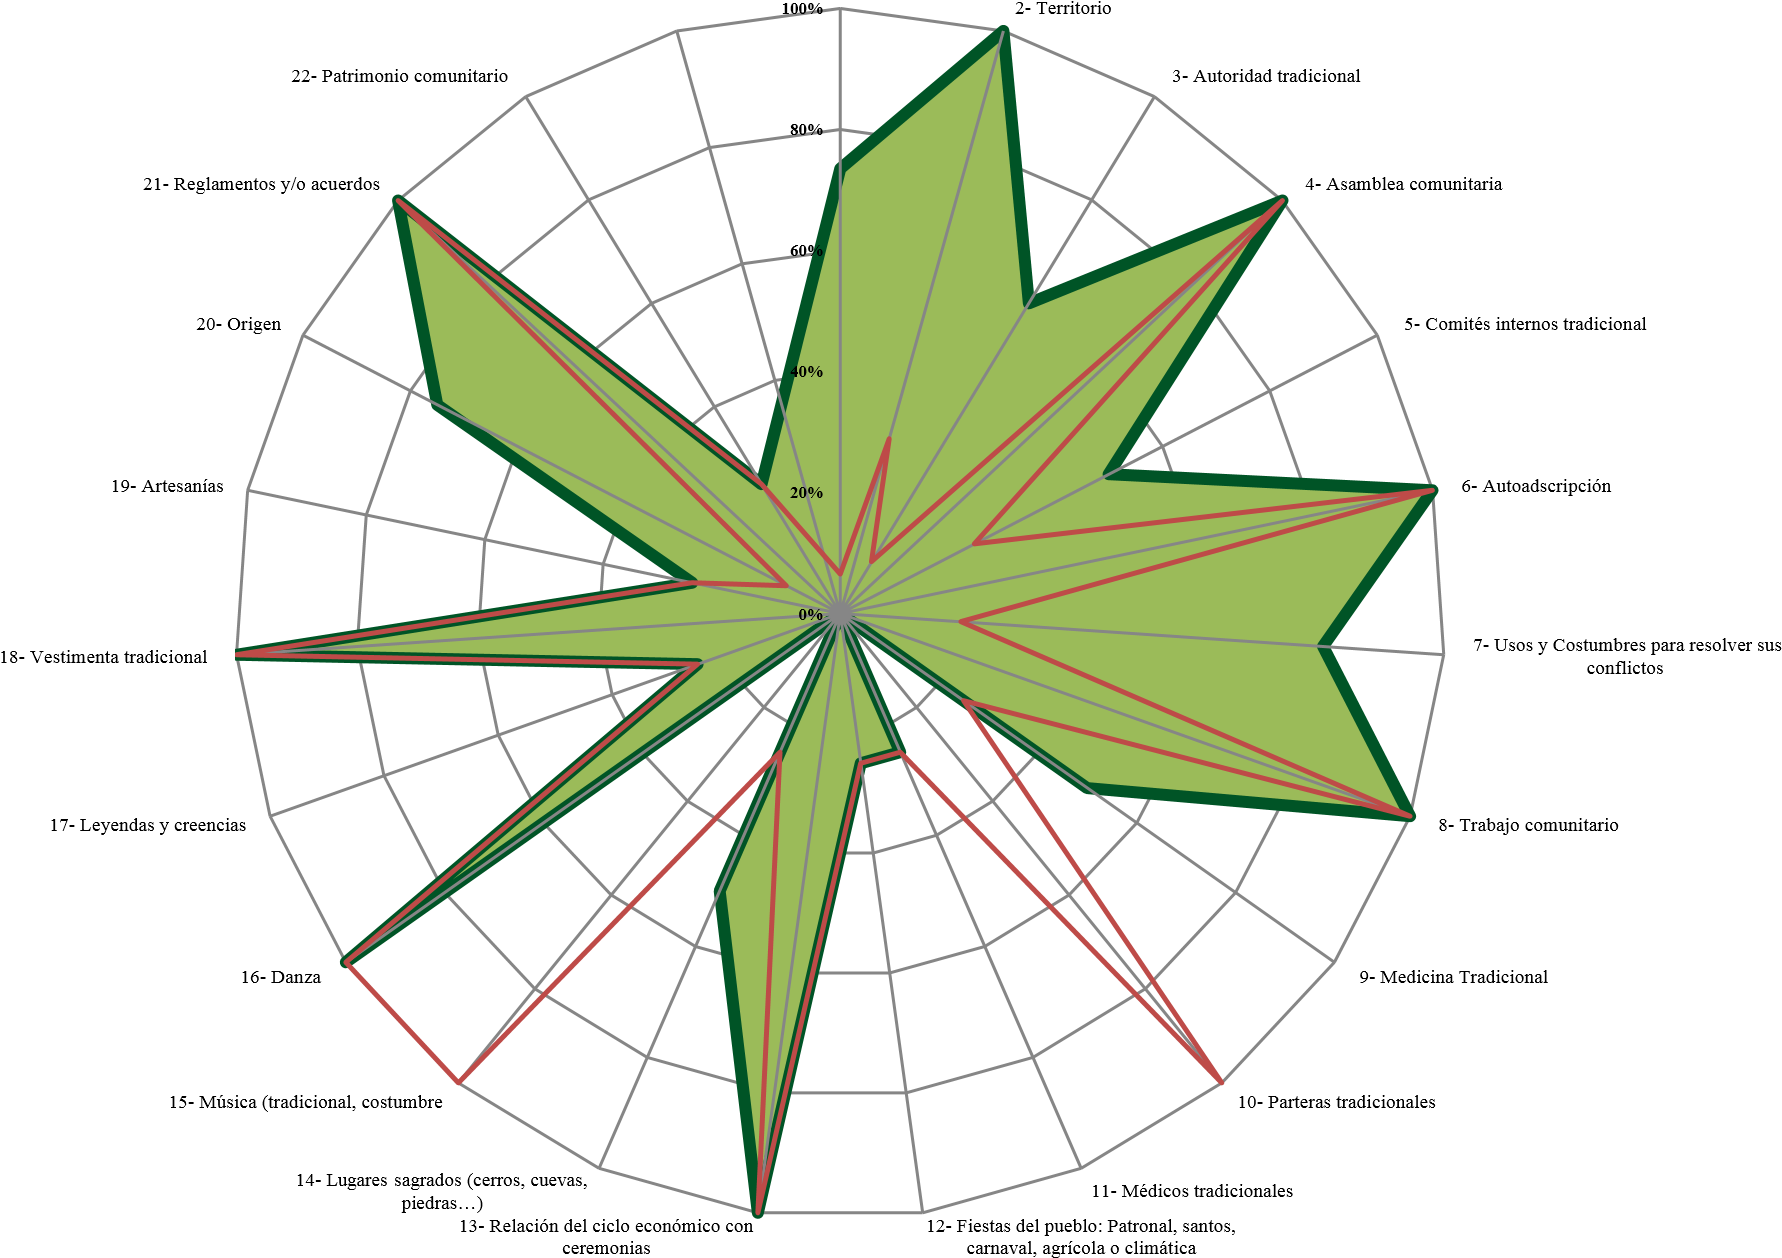 100%
2- Territorio
22- Patrimonio comunitario
3- Autoridad tradicional
80%
21- Reglamentos y/o acuerdos
4- Asamblea comunitaria
60%
20- Origen
5- Comités internos tradicional
40%
19- Artesanías
20%
6- Autoadscripción
0%
18- Vestimenta tradicional
7- Usos y Costumbres para resolver sus
conflictos
17- Leyendas y creencias
8- Trabajo comunitario
16- Danza
9- Medicina Tradicional
15- Música (tradicional, costumbre
10- Parteras tradicionales
14- Lugares sagrados (cerros, cuevas,
piedras…)
11- Médicos tradicionales
13- Relación del ciclo económico con
ceremonias
12- Fiestas del pueblo: Patronal, santos,
carnaval, agrícola o climática